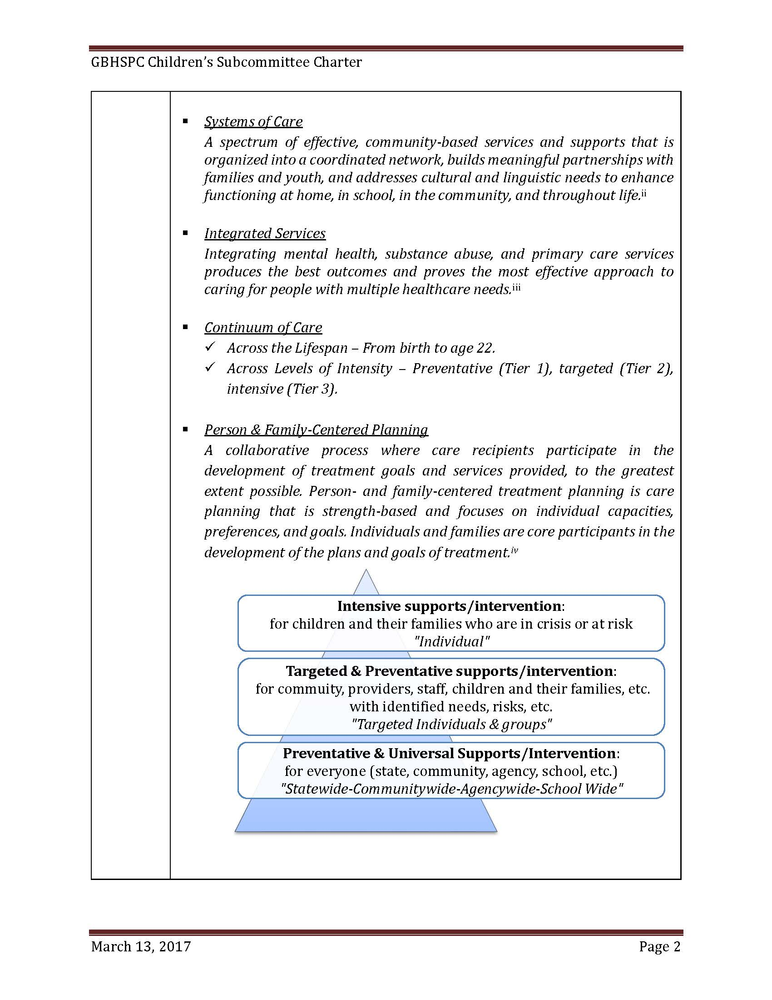 GBHSPC Children’s Subcommittee Charter
▪ Systems of Care
A spectrum of effective, community-based services and supports that is
organized into a coordinated network, builds meaningful partnerships with
families and youth, and addresses cultural and linguistic needs to enhance
functioning at home, in school, in the community, and throughout life.ii
▪ Integrated Services
Integrating mental health, substance abuse, and primary care services
produces the best outcomes and proves the most effective approach to
caring for people with multiple healthcare needs.iii
▪ Continuum of Care
✓ Across the Lifespan – From birth to age 22.
✓ Across Levels of Intensity – Preventative (Tier 1), targeted (Tier 2),
intensive (Tier 3).
▪ Person & Family-Centered Planning
A collaborative process where care recipients participate in the
development of treatment goals and services provided, to the greatest
extent possible. Person- and family-centered treatment planning is care
planning that is strength-based and focuses on individual capacities,
preferences, and goals. Individuals and families are core participants in the
development of the plans and goals of treatment.iv
Intensive supports/intervention:
for children and their families who are in crisis or at risk
"Individual"
Targeted & Preventative supports/intervention:
for commuity, providers, staff, children and their families, etc.
with identified needs, risks, etc.
"Targeted Individuals & groups"
Preventative & Universal Supports/Intervention:
for everyone (state, community, agency, school, etc.)
"Statewide-Communitywide-Agencywide-School Wide"
March 13, 2017
Page 2